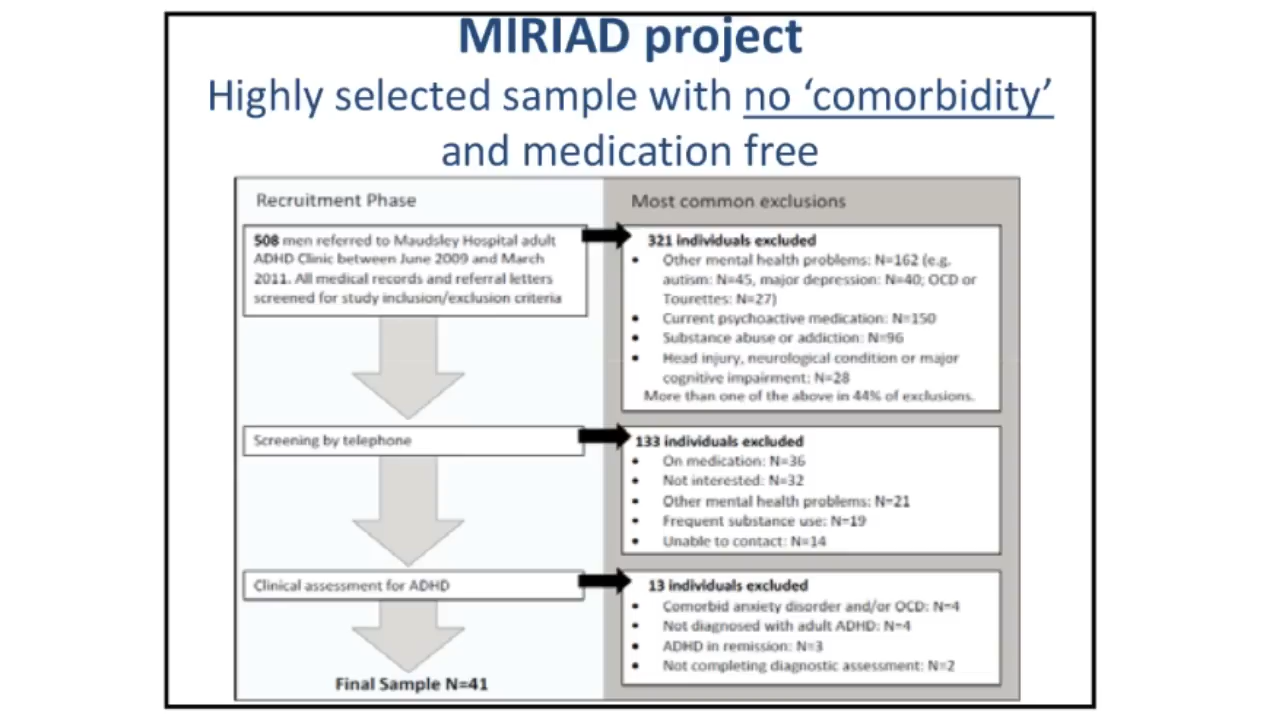 MIRIAD project
Highly selected sample with no ‘comorbidity’
and medication free
Recruitment Phase
508 men referred to Maudsley Hospital adult
ADHD Clinic between June 2009 and March
2011. All medical records and referral letters
screened for study inclusion/exclusion criteria
Screening by telephone
Clinical assessment for ADHD
Final Sample N=41
Most common exclusions
321 individuals excluded
• Other mental health problems: N=162 (e.g.
autism: N=45, major depression: N=40; OCD or
Tourettes: N=27)
• Current psychoactive medication: N=150
• Substance abuse or addiction: N=96
• Head injury, neurological condition or major
cognitive impairment: N=28
More than one of the above in 44% of exclusions.
133 individuals excluded
• On medication: N=36
• Not interested: N=32
• Other mental health problems: N=21
• Frequent substance use: N=19
• Unable to contact: N=14
13 individuals excluded
• Comorbid anxiety disorder and/or OCD: N=4
• Not diagnosed with adult ADHD: N=4
• ADHD in remission: N=3
• Not completing diagnostic assessment: N=2